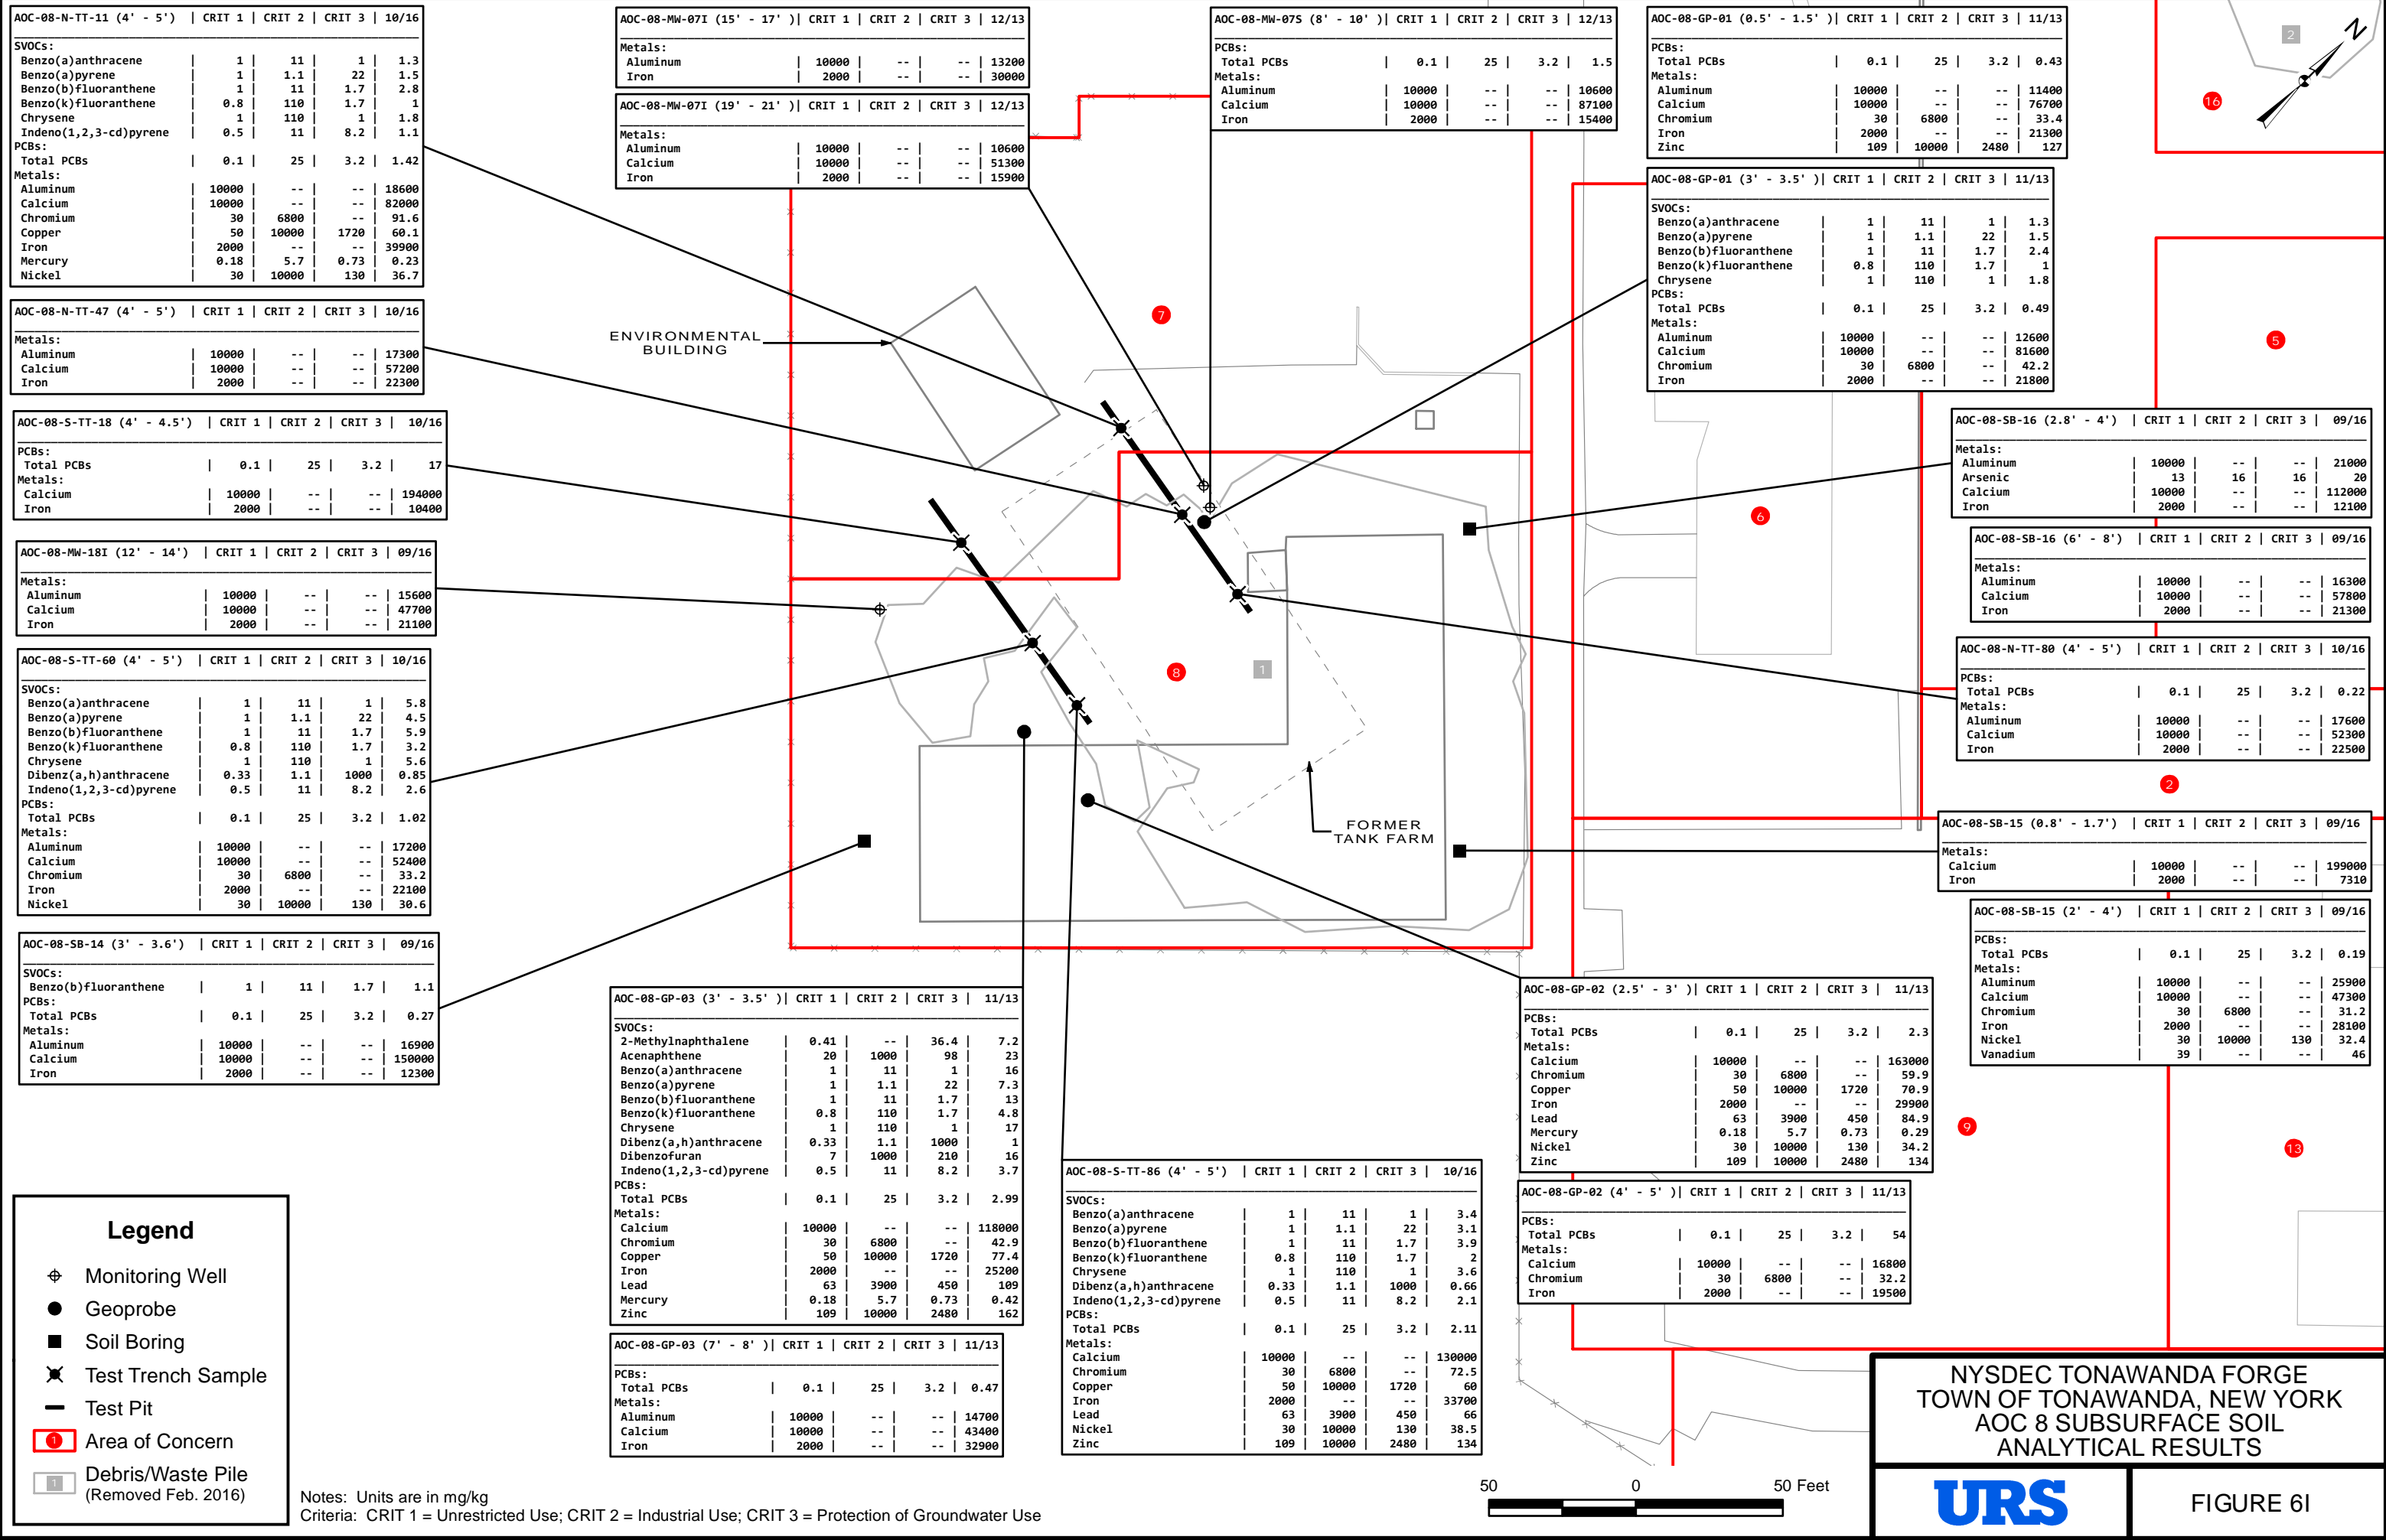 AOC-08-N-TT-11 (4' - 5') | CRIT 1 | CRIT 2 | CRIT 3 | 10/16
SVOCs:
Benzo(a)anthracene | 1 | 11 | 1 | 1.3
Benzo(a)pyrene | 1 | 1.1 | 22 | 1.5
Benzo(b)fluoranthene | 1 | 11 | 1.7 | 2.8
Benzo(k)fluoranthene | 0.8 | 110 | 1.7 | 1
Chrysene | 1 | 110 | 1 | 1.8
Indeno(1,2,3-cd)pyrene | 0.5 | 11 | 8.2 | 1.1
PCBs:
Total PCBs | 0.1 | 25 | 3.2 | 1.42
Metals:
Aluminum | 10000 | -- | -- | 18600
Calcium | 10000 | -- | -- | 82000
Chromium | 30 | 6800 | -- | 91.6
Copper | 50 | 10000 | 1720 | 60.1
Iron | 2000 | -- | -- | 39900
Mercury | 0.18 | 5.7 | 0.73 | 0.23
Nickel | 30 | 10000 | 130 | 36.7
AOC-08-N-TT-47 (4' - 5') | CRIT 1 | CRIT 2 | CRIT 3 | 10/16
Metals:
Aluminum | 10000 | -- | -- | 17300
Calcium | 10000 | -- | -- | 57200
Iron | 2000 | -- | -- | 22300
AOC-08-S-TT-18 (4' - 4.5') | CRIT 1 | CRIT 2 | CRIT 3 | 10/16
PCBs:
Total PCBs | 0.1 | 25 | 3.2 | 17
Metals:
Calcium | 10000 | -- | -- | 194000
Iron | 2000 | -- | -- | 10400
AOC-08-MW-18I (12' - 14') | CRIT 1 | CRIT 2 | CRIT 3 | 09/16
Metals:
Aluminum | 10000 | -- | -- | 15600
Calcium | 10000 | -- | -- | 47700
Iron | 2000 | -- | -- | 21100
AOC-08-S-TT-60 (4' - 5') | CRIT 1 | CRIT 2 | CRIT 3 | 10/16
SVOCs:
Benzo(a)anthracene | 1 | 11 | 1 | 5.8
Benzo(a)pyrene | 1 | 1.1 | 22 | 4.5
Benzo(b)fluoranthene | 1 | 11 | 1.7 | 5.9
Benzo(k)fluoranthene | 0.8 | 110 | 1.7 | 3.2
Chrysene | 1 | 110 | 1 | 5.6
Dibenz(a,h)anthracene | 0.33 | 1.1 | 1000 | 0.85
Indeno(1,2,3-cd)pyrene | 0.5 | 11 | 8.2 | 2.6
PCBs:
Total PCBs | 0.1 | 25 | 3.2 | 1.02
Metals:
Aluminum | 10000 | -- | -- | 17200
Calcium | 10000 | -- | -- | 52400
Chromium | 30 | 6800 | -- | 33.2
Iron | 2000 | -- | -- | 22100
Nickel | 30 | 10000 | 130 | 30.6
AOC-08-SB-14 (3' - 3.6') | CRIT 1 | CRIT 2 | CRIT 3 | 09/16
SVOCs:
Benzo(b)fluoranthene | 1 | 11 | 1.7 | 1.1
PCBs:
Total PCBs | 0.1 | 25 | 3.2 | 0.27
Metals:
Aluminum | 10000 | -- | -- | 16900
Calcium | 10000 | -- | -- | 150000
Iron | 2000 | -- | -- | 12300
AOC-08-MW-07I (15' - 17' )| CRIT 1 | CRIT 2 | CRIT 3 | 12/13
Metals:
Aluminum | 10000 | -- | -- | 13200
Iron | 2000 | -- | -- | 30000
AOC-08-MW-07I (19' - 21' )| CRIT 1 | CRIT 2 | CRIT 3 | 12/13
Metals:
Aluminum | 10000 | -- | -- | 10600
Calcium | 10000 | -- | -- | 51300
Iron | 2000 | -- | -- | 15900
AOC-08-MW-07S (8' - 10' )| CRIT 1 | CRIT 2 | CRIT 3 | 12/13
PCBs:
Total PCBs | 0.1 | 25 | 3.2 | 1.5
Metals:
Aluminum | 10000 | -- | -- | 10600
Calcium | 10000 | -- | -- | 87100
Iron | 2000 | -- | -- | 15400
AOC-08-GP-01 (0.5' - 1.5' )| CRIT 1 | CRIT 2 | CRIT 3 | 11/13
PCBs:
Total PCBs | 0.1 | 25 | 3.2 | 0.43
Metals:
Aluminum | 10000 | -- | -- | 11400
Calcium | 10000 | -- | -- | 76700
Chromium | 30 | 6800 | -- | 33.4
Iron | 2000 | -- | -- | 21300
Zinc | 109 | 10000 | 2480 | 127
AOC-08-GP-01 (3' - 3.5' )| CRIT 1 | CRIT 2 | CRIT 3 | 11/13
SVOCs:
Benzo(a)anthracene | 1 | 11 | 1 | 1.3
Benzo(a)pyrene | 1 | 1.1 | 22 | 1.5
Benzo(b)fluoranthene | 1 | 11 | 1.7 | 2.4
Benzo(k)fluoranthene | 0.8 | 110 | 1.7 | 1
Chrysene | 1 | 110 | 1 | 1.8
PCBs:
Total PCBs | 0.1 | 25 | 3.2 | 0.49
Metals:
Aluminum | 10000 | -- | -- | 12600
Calcium | 10000 | -- | -- | 81600
Chromium | 30 | 6800 | -- | 42.2
Iron | 2000 | -- | -- | 21800
AOC-08-SB-16 (2.8' - 4') | CRIT 1 | CRIT 2 | CRIT 3 | 09/16
Metals:
Aluminum | 10000 | -- | -- | 21000
Arsenic | 13 | 16 | 16 | 20
Calcium | 10000 | -- | -- | 112000
Iron | 2000 | -- | -- | 12100
AOC-08-SB-16 (6' - 8') | CRIT 1 | CRIT 2 | CRIT 3 | 09/16
Metals:
Aluminum | 10000 | -- | -- | 16300
Calcium | 10000 | -- | -- | 57800
Iron | 2000 | -- | -- | 21300
AOC-08-N-TT-80 (4' - 5') | CRIT 1 | CRIT 2 | CRIT 3 | 10/16
PCBs:
Total PCBs | 0.1 | 25 | 3.2 | 0.22
Metals:
Aluminum | 10000 | -- | -- | 17600
Calcium | 10000 | -- | -- | 52300
Iron | 2000 | -- | -- | 22500
AOC-08-SB-15 (0.8' - 1.7') | CRIT 1 | CRIT 2 | CRIT 3 | 09/16
Metals:
Calcium | 10000 | -- | -- | 199000
Iron | 2000 | -- | -- | 7310
AOC-08-SB-15 (2' - 4') | CRIT 1 | CRIT 2 | CRIT 3 | 09/16
PCBs:
Total PCBs | 0.1 | 25 | 3.2 | 0.19
Metals:
Aluminum | 10000 | -- | -- | 25900
Calcium | 10000 | -- | -- | 47300
Chromium | 30 | 6800 | -- | 31.2
Iron | 2000 | -- | -- | 28100
Nickel | 30 | 10000 | 130 | 32.4
Vanadium | 39 | -- | -- | 46
AOC-08-GP-03 (3' - 3.5' )| CRIT 1 | CRIT 2 | CRIT 3 | 11/13
SVOCs:
2-Methylnaphthalene | 0.41 | -- | 36.4 | 7.2
Acenaphthene | 20 | 1000 | 98 | 23
Benzo(a)anthracene | 1 | 11 | 1 | 16
Benzo(a)pyrene | 1 | 1.1 | 22 | 7.3
Benzo(b)fluoranthene | 1 | 11 | 1.7 | 13
Benzo(k)fluoranthene | 0.8 | 110 | 1.7 | 4.8
Chrysene | 1 | 110 | 1 | 17
Dibenz(a,h)anthracene | 0.33 | 1.1 | 1000 | 1
Dibenzofuran | 7 | 1000 | 210 | 16
Indeno(1,2,3-cd)pyrene | 0.5 | 11 | 8.2 | 3.7
PCBs:
Total PCBs | 0.1 | 25 | 3.2 | 2.99
Metals:
Calcium | 10000 | -- | -- | 118000
Chromium | 30 | 6800 | -- | 42.9
Copper | 50 | 10000 | 1720 | 77.4
Iron | 2000 | -- | -- | 25200
Lead | 63 | 3900 | 450 | 109
Mercury | 0.18 | 5.7 | 0.73 | 0.42
Zinc | 109 | 10000 | 2480 | 162
AOC-08-GP-03 (7' - 8' )| CRIT 1 | CRIT 2 | CRIT 3 | 11/13
PCBs:
Total PCBs | 0.1 | 25 | 3.2 | 0.47
Metals:
Aluminum | 10000 | -- | -- | 14700
Calcium | 10000 | -- | -- | 43400
Iron | 2000 | -- | -- | 32900
AOC-08-S-TT-86 (4' - 5') | CRIT 1 | CRIT 2 | CRIT 3 | 10/16
SVOCs:
Benzo(a)anthracene | 1 | 11 | 1 | 3.4
Benzo(a)pyrene | 1 | 1.1 | 22 | 3.1
Benzo(b)fluoranthene | 1 | 11 | 1.7 | 3.9
Benzo(k)fluoranthene | 0.8 | 110 | 1.7 | 2
Chrysene | 1 | 110 | 1 | 3.6
Dibenz(a,h)anthracene | 0.33 | 1.1 | 1000 | 0.66
Indeno(1,2,3-cd)pyrene | 0.5 | 11 | 8.2 | 2.1
PCBs:
Total PCBs | 0.1 | 25 | 3.2 | 2.11
Metals:
Calcium | 10000 | -- | -- | 130000
Chromium | 30 | 6800 | -- | 72.5
Copper | 50 | 10000 | 1720 | 60
Iron | 2000 | -- | -- | 33700
Lead | 63 | 3900 | 450 | 66
Nickel | 30 | 10000 | 130 | 38.5
Zinc | 109 | 10000 | 2480 | 134
AOC-08-GP-02 (2.5' - 3' )| CRIT 1 | CRIT 2 | CRIT 3 | 11/13
PCBs:
Total PCBs | 0.1 | 25 | 3.2 | 2.3
Metals:
Calcium | 10000 | -- | -- | 163000
Chromium | 30 | 6800 | -- | 59.9
Copper | 50 | 10000 | 1720 | 70.9
Iron | 2000 | -- | -- | 29900
Lead | 63 | 3900 | 450 | 84.9
Mercury | 0.18 | 5.7 | 0.73 | 0.29
Nickel | 30 | 10000 | 130 | 34.2
Zinc | 109 | 10000 | 2480 | 134
AOC-08-GP-02 (4' - 5' )| CRIT 1 | CRIT 2 | CRIT 3 | 11/13
PCBs:
Total PCBs | 0.1 | 25 | 3.2 | 54
Metals:
Calcium | 10000 | -- | -- | 16800
Chromium | 30 | 6800 | -- | 32.2
Iron | 2000 | -- | -- | 19500
ENVIRONMENTAL
BUILDING
FORMER
TANK FARM
7
8
1
6
16
2
N
5
2
9
13
Legend
Monitoring Well
Geoprobe
Soil Boring
Test Trench Sample
Test Pit
1 Area of Concern
1 Debris/Waste Pile
(Removed Feb. 2016)
Notes: Units are in mg/kg
Criteria: CRIT 1 = Unrestricted Use; CRIT 2 = Industrial Use; CRIT 3 = Protection of Groundwater Use
50 0 50 Feet
NYSDEC TONAWANDA FORGE
TOWN OF TONAWANDA, NEW YORK
AOC 8 SUBSURFACE SOIL
ANALYTICAL RESULTS
URS
FIGURE 6I